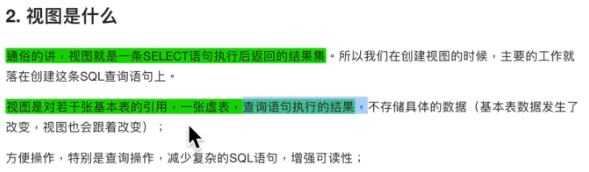 2. 视图是什么
通俗的讲，视图就是一条SELECT语句执行后返回的结果集。所以我们在创建视图的时候，主要的工作就
落在创建这条SQL查询语句上。
视图是对若干张基本表的引用，一张虚表，查询语句执行的结果，不存储具体的数据（基本表数据发生了
改变，视图也会跟着改变）；
方便操作，特别是查询操作，减少复杂的SQL语句，增强可读性；